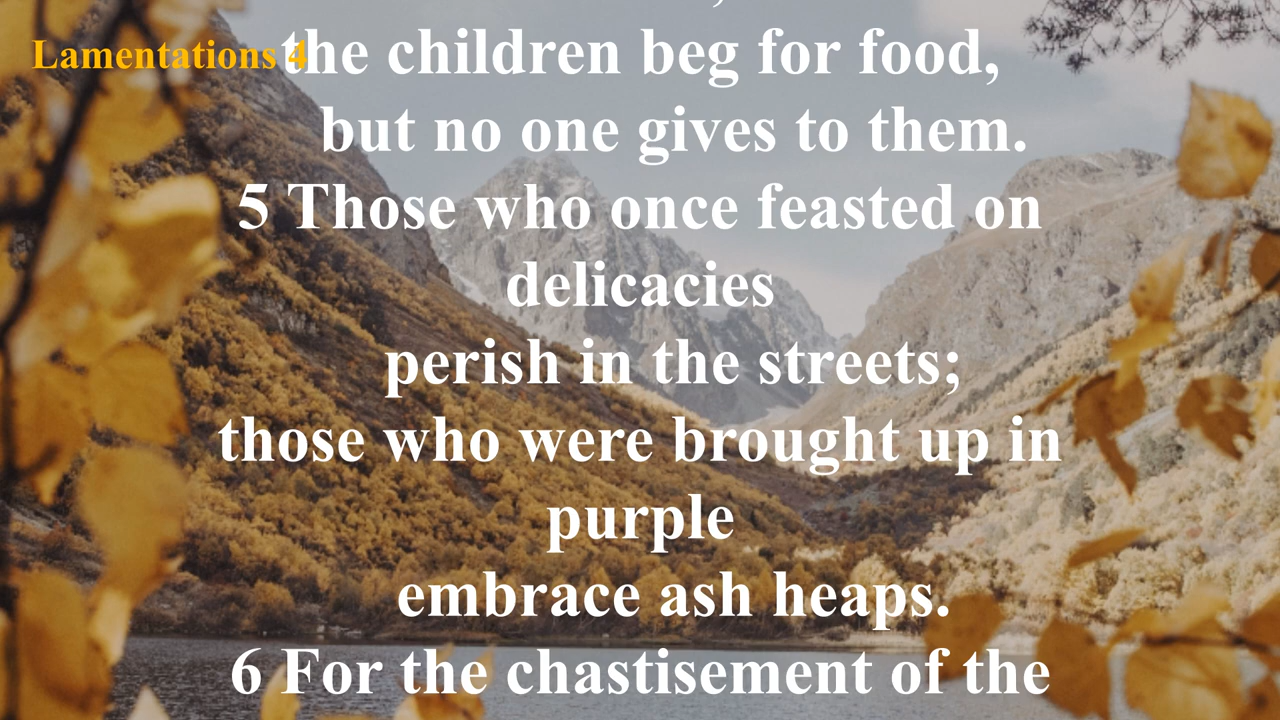 Lamentations 4
the children beg for food,
but no one gives to them.
5 Those who once feasted on
delicacies
perish in the streets;
those who were brought up in
purple
embrace ash heaps.
6 For the chastisement of the